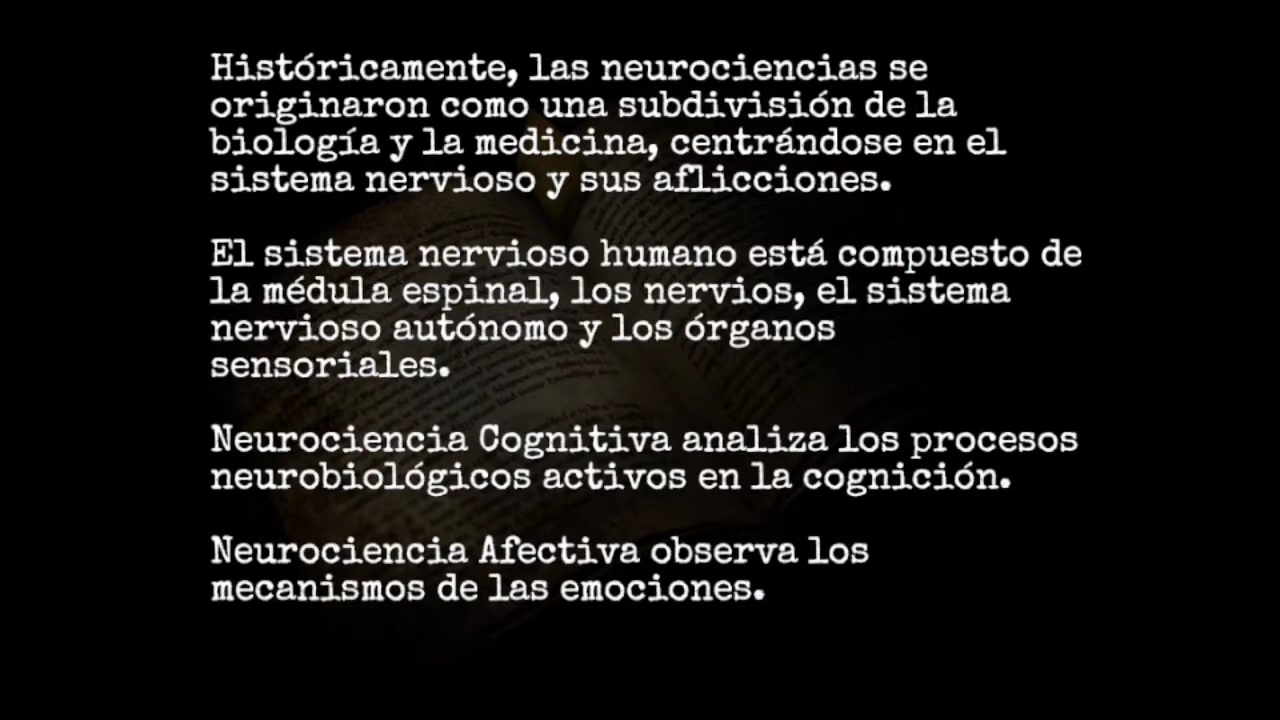 Históricamente, las neurociencias se
originaron como una subdivisión de la
biología y la medicina, centrándose en el
sistema nervioso y sus aflicciones.
El sistema nervioso humano está compuesto de
la médula espinal, los nervios, el sistema
nervioso autónomo y los órganos
sensoriales.
Neurociencia Cognitiva analiza los procesos
neurobiológicos activos en la cognición.
Neurociencia Afectiva observa los
mecanismos de las emociones.